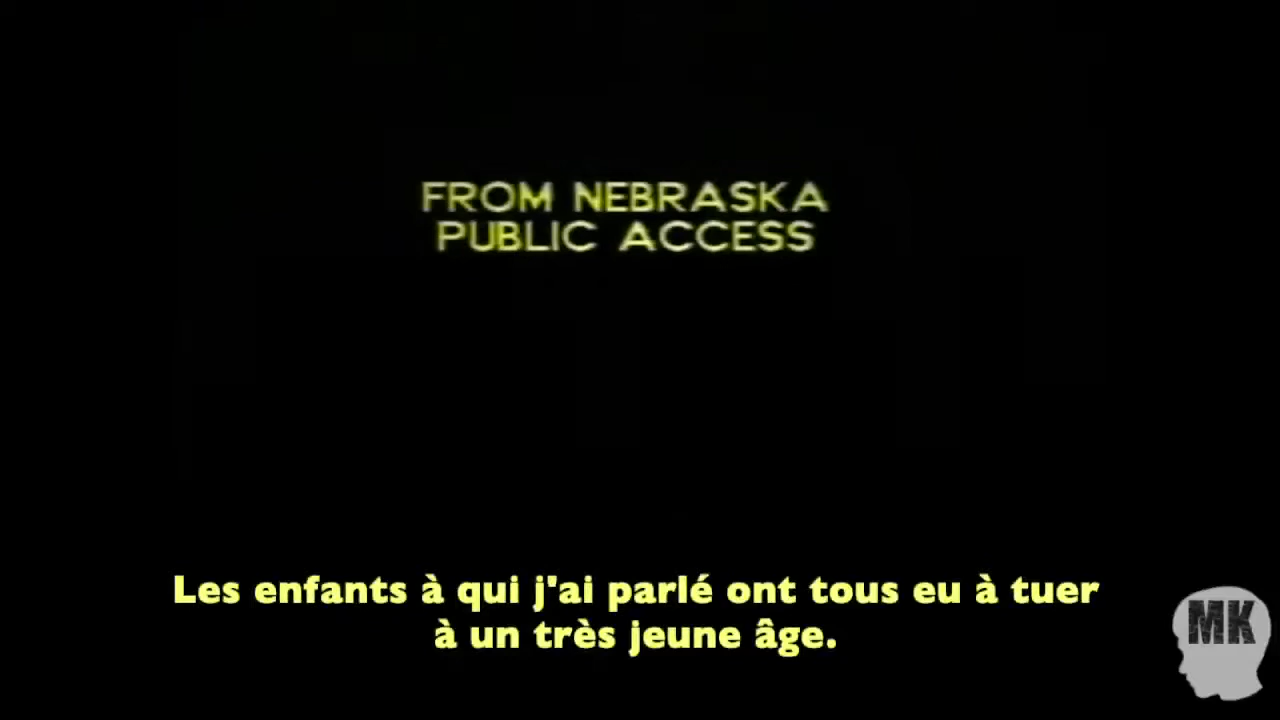 FROM NEBRASKA
PUBLIC ACCESS
Les enfants à qui j'ai parlé ont tous eu à tuer
à un très jeune âge.
MK